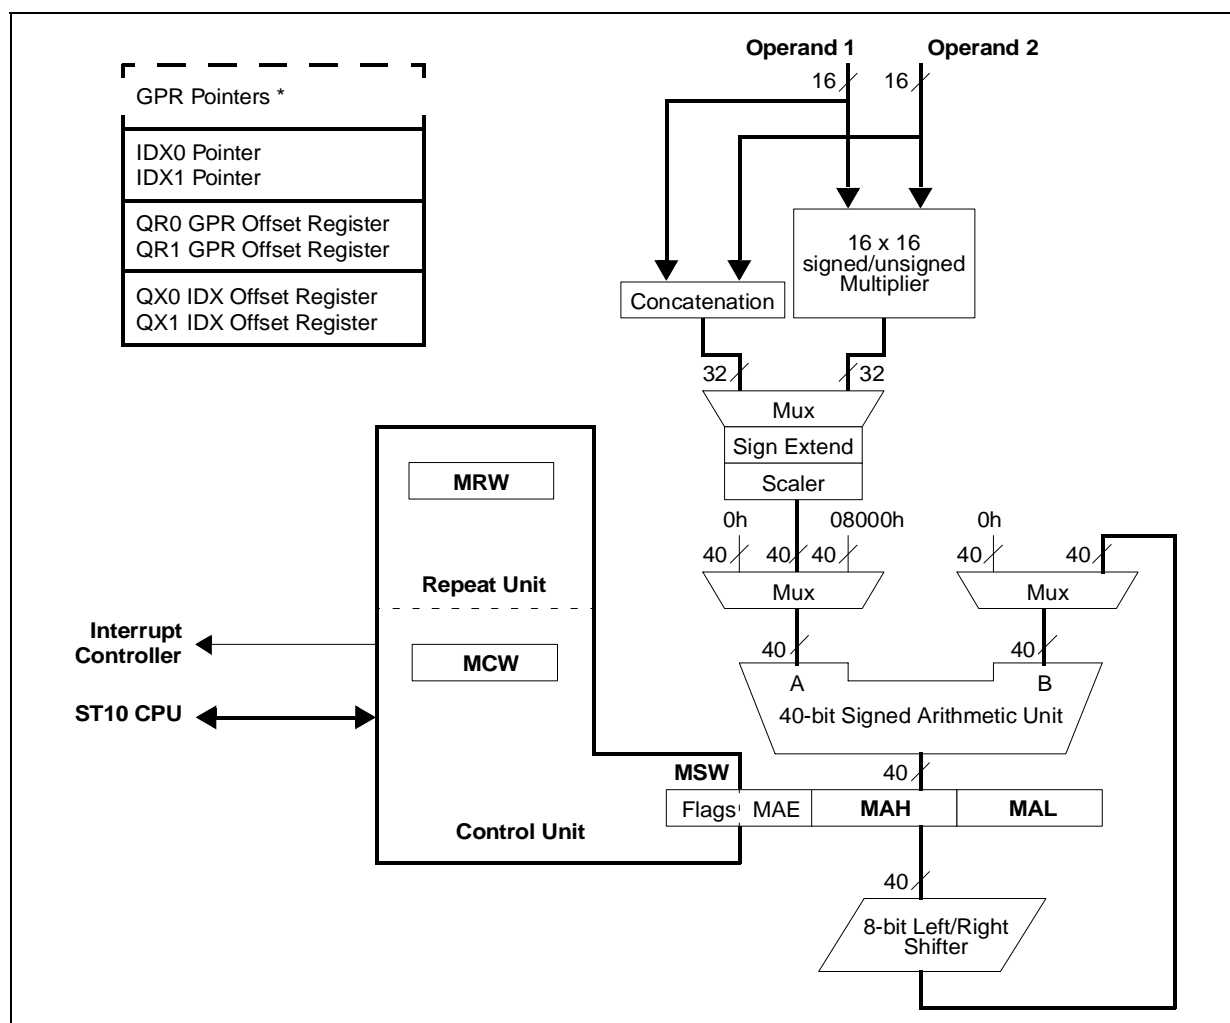 Operand 1
Operand 2
16
16
GPR Pointers *
IDX0 Pointer
IDX1 Pointer
QR0 GPR Offset Register
QR1 GPR Offset Register
QX0 IDX Offset Register
QX1 IDX Offset Register
16 x 16
signed/unsigned
Multiplier
Concatenation
32
32
Mux
Sign Extend
Scaler
MRW
0h
08000h
0h
40
40
40
40
40
Repeat Unit
Mux
Mux
Interrupt
Controller
MCW
40
40
A
B
ST10 CPU
40-bit Signed Arithmetic Unit
MSW
40
Flags
MAE
MAH
MAL
Control Unit
40
8-bit Left/Right
Shifter